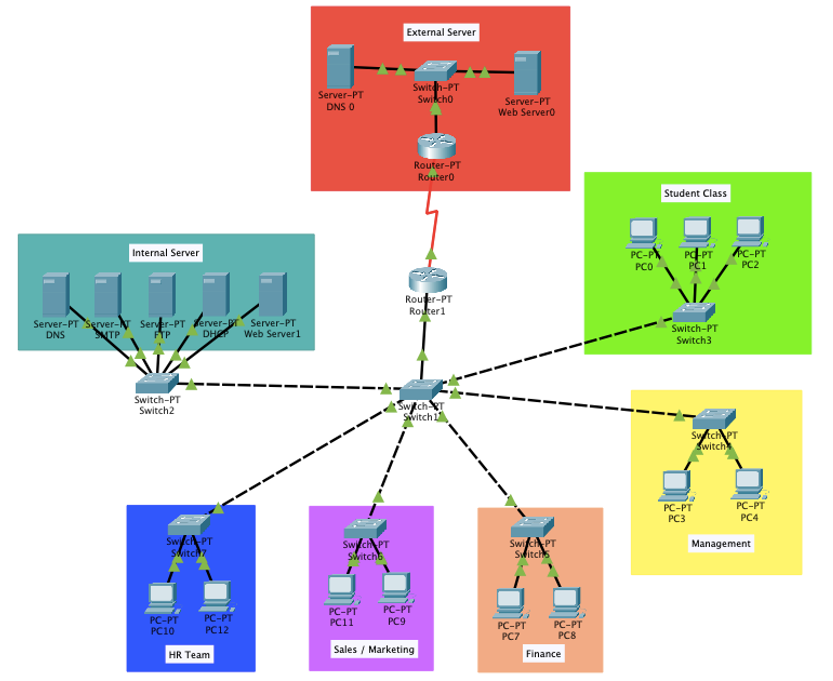 External Server
Server-PT
DNS 0
Switch-PT
Switch0
Server-PT
Web Server0
Router-PT
Router0
Student Class
PC-PT
PC0
PC-PT
PC1
PC-PT
PC2
Switch-PT
Switch3
Internal Server
Server-PT
DNS
Server-PT
SMTP
Server-PT
FTP
Server-PT
DHCP
Server-PT
Web Server1
Switch-PT
Switch2
Router-PT
Router1
Switch-PT
Switch1
Switch-PT
Switch4
PC-PT
PC3
PC-PT
PC4
Management
Switch-PT
Switch7
PC-PT
PC10
PC-PT
PC12
HR Team
Switch-PT
Switch6
PC-PT
PC11
PC-PT
PC9
Sales / Marketing
Switch-PT
Switch5
PC-PT
PC7
PC-PT
PC8
Finance